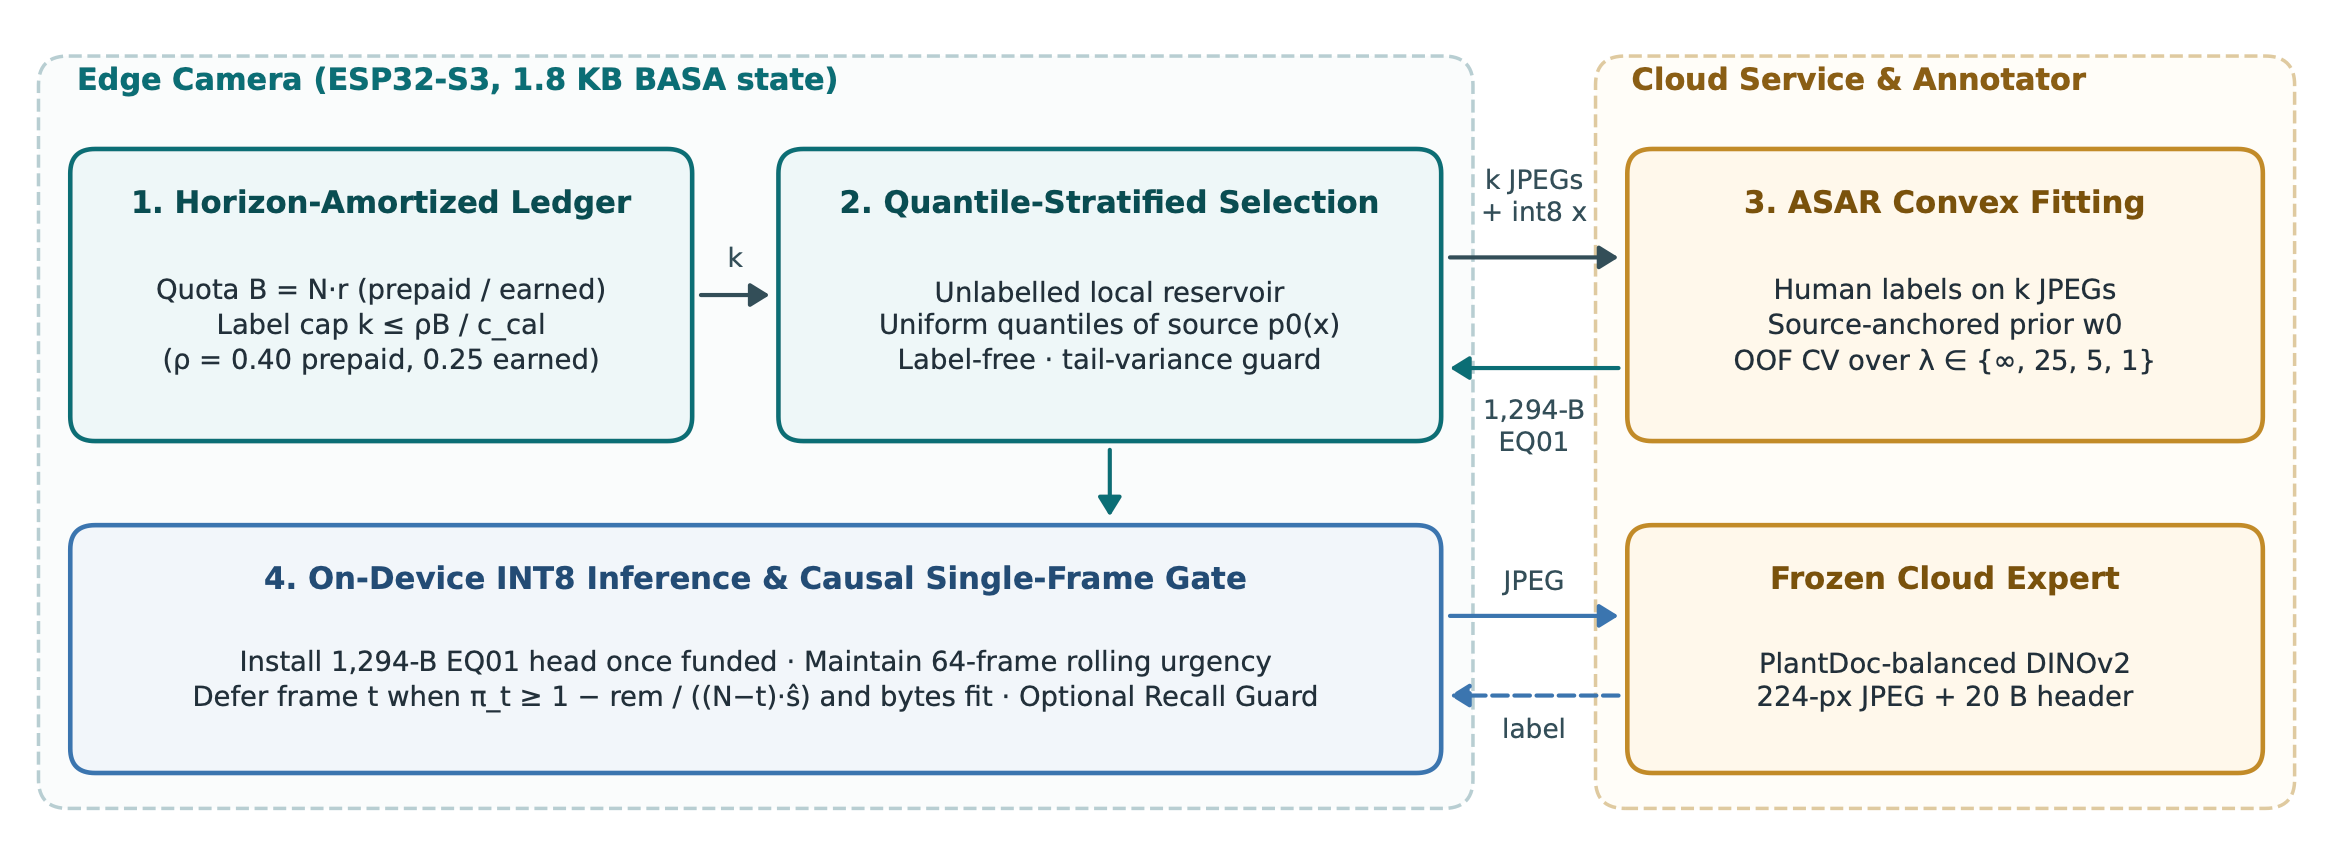 Edge Camera (ESP32-S3, 1.8 KB BASA state)
1. Horizon-Amortized Ledger
Quota B = N·r (prepaid / earned)
Label cap k ≤ ρB / c_cal
(ρ = 0.40 prepaid, 0.25 earned)
k
2. Quantile-Stratified Selection
Unlabelled local reservoir
Uniform quantiles of source p0(x)
Label-free · tail-variance guard
k JPEGs
+ int8 x
1,294-B
EQ01
Cloud Service & Annotator
3. ASAR Convex Fitting
Human labels on k JPEGs
Source-anchored prior w0
OOF CV over λ ∈ {∞, 25, 5, 1}
4. On-Device INT8 Inference & Causal Single-Frame Gate
Install 1,294-B EQ01 head once funded · Maintain 64-frame rolling urgency
Defer frame t when π_t ≥ 1 − rem / ((N−t)·ŝ) and bytes fit · Optional Recall Guard
JPEG
label
Frozen Cloud Expert
PlantDoc-balanced DINOv2
224-px JPEG + 20 B header